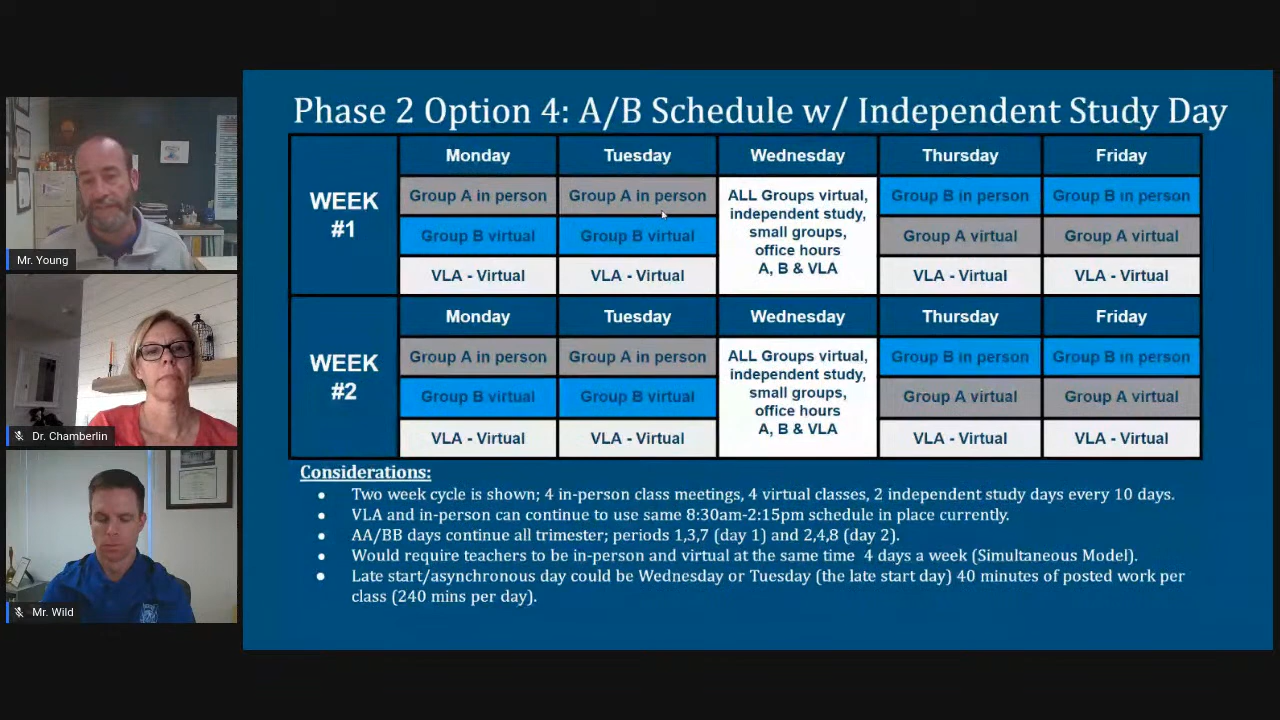 Phase 2 Option 4: A/B Schedule w/ Independent Study Day
WEEK
#1
Monday
Tuesday
Wednesday
Thursday
Friday
Group A in person
Group A in person
ALL Groups virtual,
independent study,
small groups,
office hours
A, B & VLA
Group B in person
Group B in person
Group B virtual
Group B virtual
Group A virtual
Group A virtual
VLA - Virtual
VLA - Virtual
VLA - Virtual
VLA - Virtual
WEEK
#2
Monday
Tuesday
Wednesday
Thursday
Friday
Group A in person
Group A in person
ALL Groups virtual,
independent study,
small groups,
office hours
A, B & VLA
Group B in person
Group B in person
Group B virtual
Group B virtual
Group A virtual
Group A virtual
VLA - Virtual
VLA - Virtual
VLA - Virtual
VLA - Virtual
Considerations:
Two week cycle is shown; 4 in-person class meetings, 4 virtual classes, 2 independent study days every 10 days.
VLA and in-person can continue to use same 8:30am-2:15pm schedule in place currently.
AA/BB days continue all trimester; periods 1,3,7 (day 1) and 2,4,8 (day 2).
Would require teachers to be in-person and virtual at the same time 4 days a week (Simultaneous Model).
Late start/asynchronous day could be Wednesday or Tuesday (the late start day) 40 minutes of posted work per
class (240 mins per day).
Mr. Young
Dr. Chamberlin
Mr. Wild